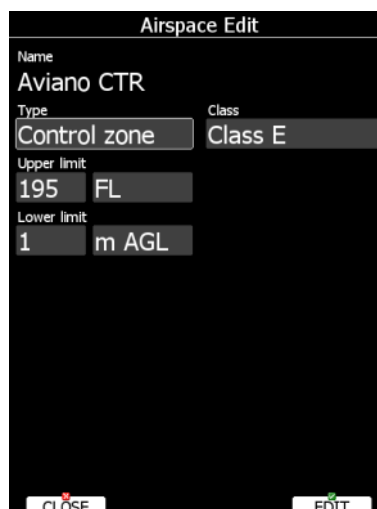 Airspace Edit
Name
Aviano CTR
Type Class
Control zone Class E
Upper limit
195 FL
Lower limit
1 m AGL
CLOSE EDIT